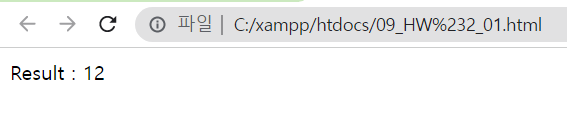 파일 | C:/xampp/htdocs/09_HW%232_01.html
Result : 12